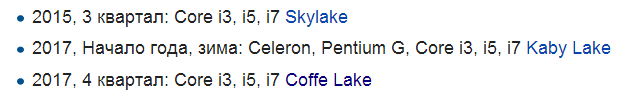 2015, 3 квартал: Core i3, i5, i7 Skylake
2017, Начало года, зима: Celeron, Pentium G, Core i3, i5, i7 Kaby Lake
2017, 4 квартал: Core i3, i5, i7 Coffe Lake